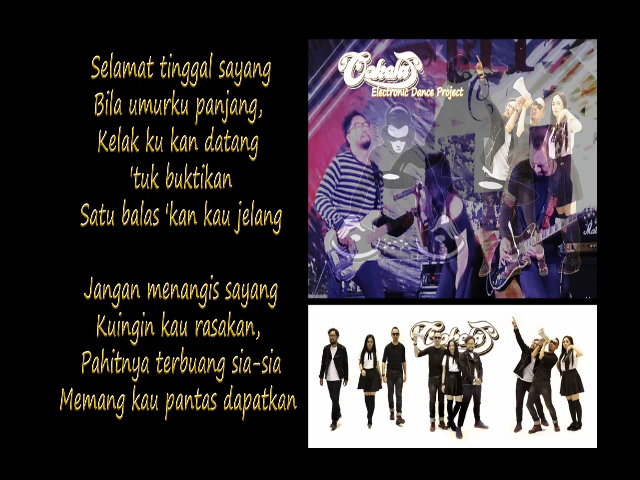 Selamat tinggal sayang
Bila umurku panjang,
Kelak ku kan datang
'tuk buktikan
Satu balas 'kan kau jelang
Jangan menangis sayang
Kuingin kau rasakan,
Pahitnya terbuang sia-sia
Memang kau pantas dapatkan
Cokelat
Electronic Dance Project
Cokelat